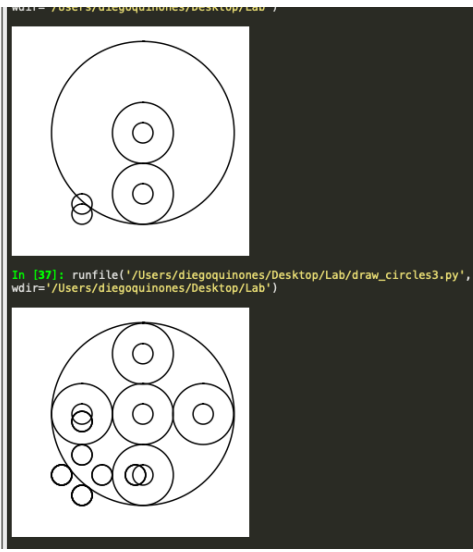 wdir='/Users/diegoquinones/Desktop/Lab')
In [37]: runfile('/Users/diegoquinones/Desktop/Lab/draw_circles3.py',
wdir='/Users/diegoquinones/Desktop/Lab')